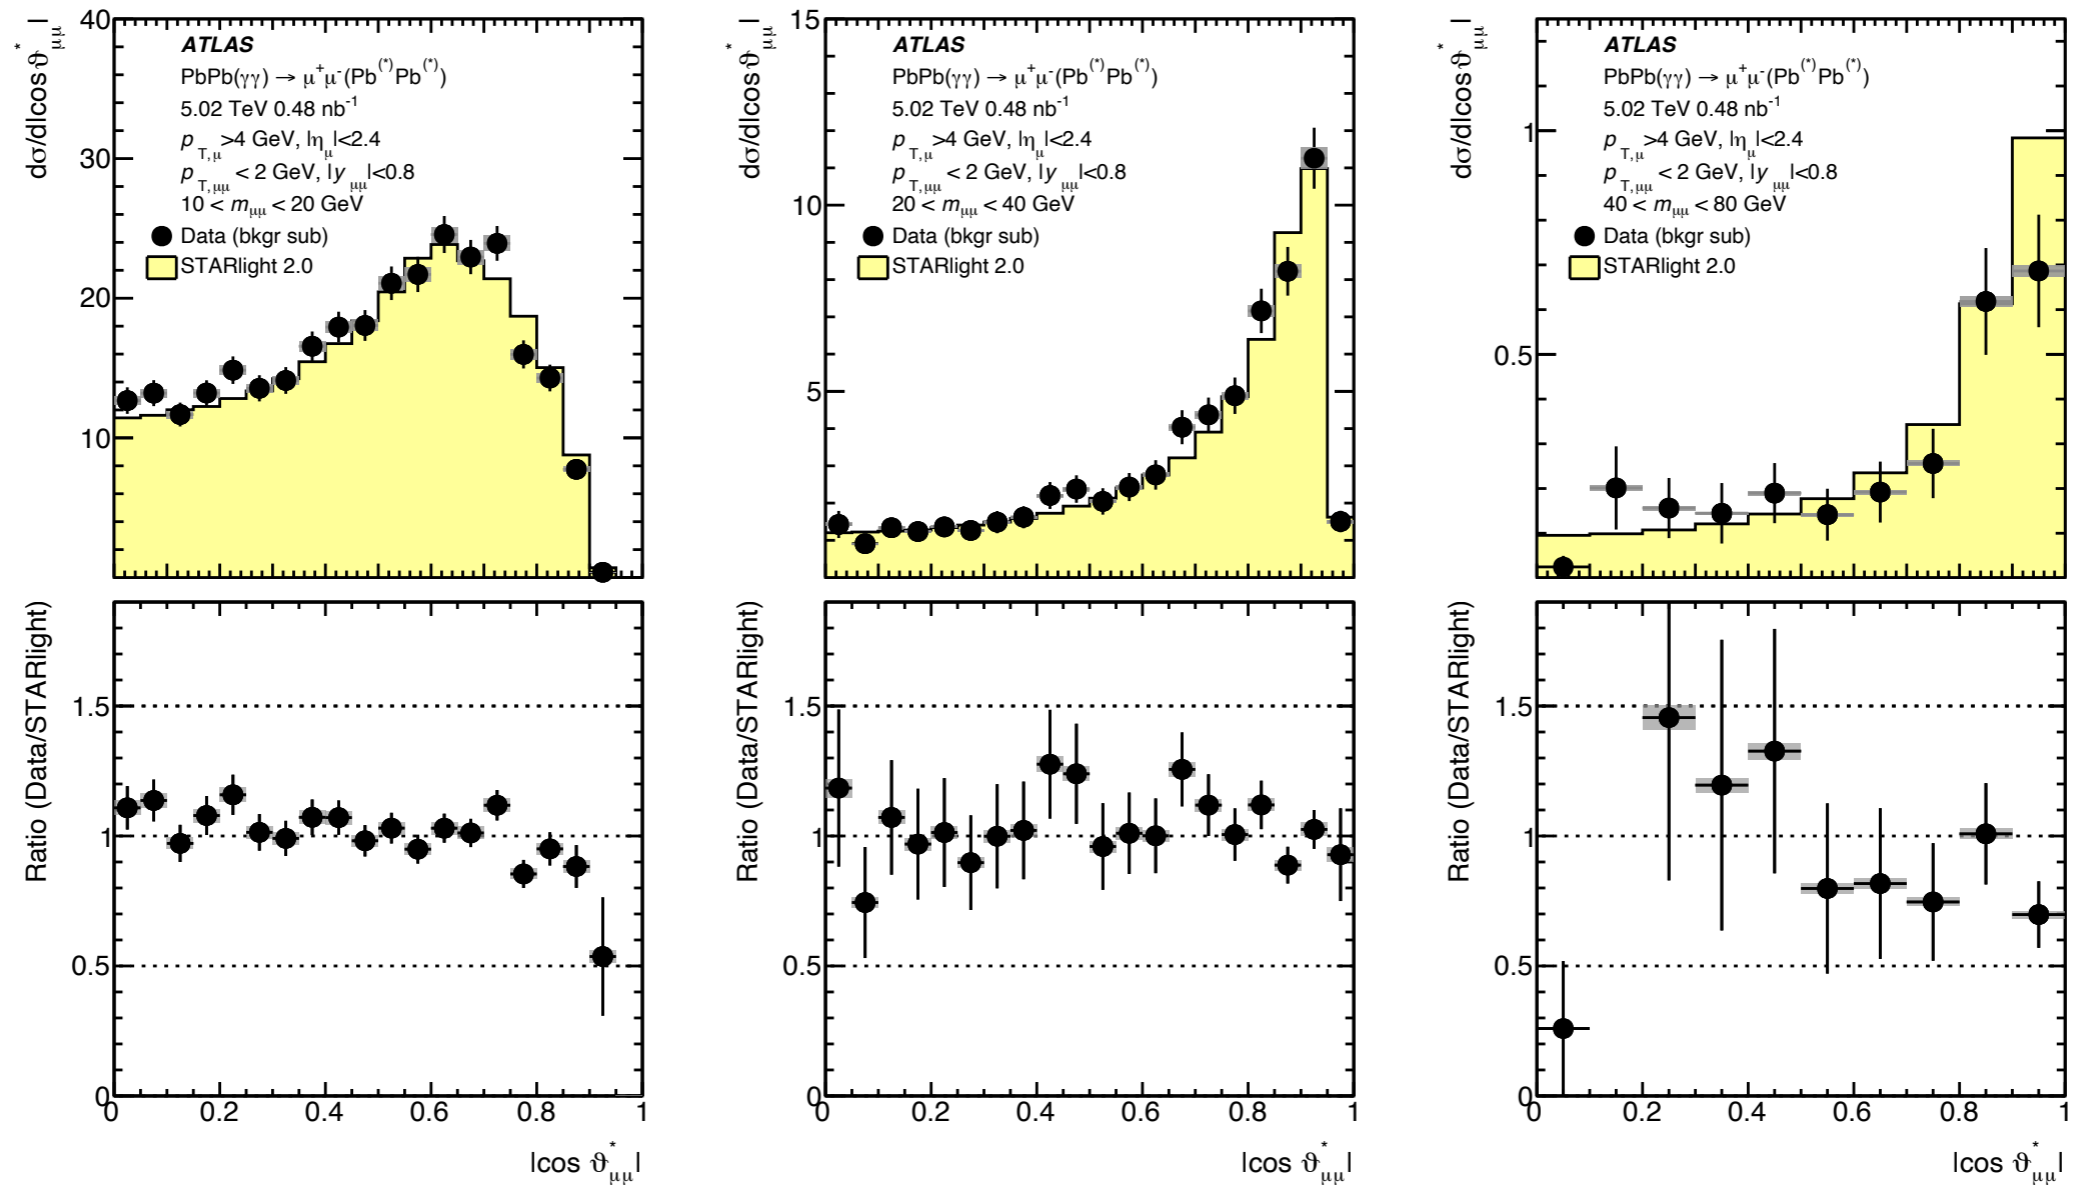 dσ/d|cosϑ*μμ|
40
30
20
10
ATLAS
PbPb(γγ) → μ+μ-(Pb(*)Pb(*))
5.02 TeV 0.48 nb-1
pT,μ >4 GeV, |ημ|<2.4
pT,μμ < 2 GeV, |yμμ|<0.8
10 < mμμ < 20 GeV
Data (bkgr sub)
STARlight 2.0
dσ/d|cosϑ*μμ|
15
10
5
ATLAS
PbPb(γγ) → μ+μ-(Pb(*)Pb(*))
5.02 TeV 0.48 nb-1
pT,μ >4 GeV, |ημ|<2.4
pT,μμ < 2 GeV, |yμμ|<0.8
20 < mμμ < 40 GeV
Data (bkgr sub)
STARlight 2.0
dσ/d|cosϑ*μμ|
1
0.5
ATLAS
PbPb(γγ) → μ+μ-(Pb(*)Pb(*))
5.02 TeV 0.48 nb-1
pT,μ >4 GeV, |ημ|<2.4
pT,μμ < 2 GeV, |yμμ|<0.8
40 < mμμ < 80 GeV
Data (bkgr sub)
STARlight 2.0
Ratio (Data/STARlight)
1.5
1
0.5
0
0 0.2 0.4 0.6 0.8 1
|cos ϑ*μμ|
Ratio (Data/STARlight)
1.5
1
0.5
0
0 0.2 0.4 0.6 0.8 1
|cos ϑ*μμ|
Ratio (Data/STARlight)
1.5
1
0.5
0
0 0.2 0.4 0.6 0.8 1
|cos ϑ*μμ|